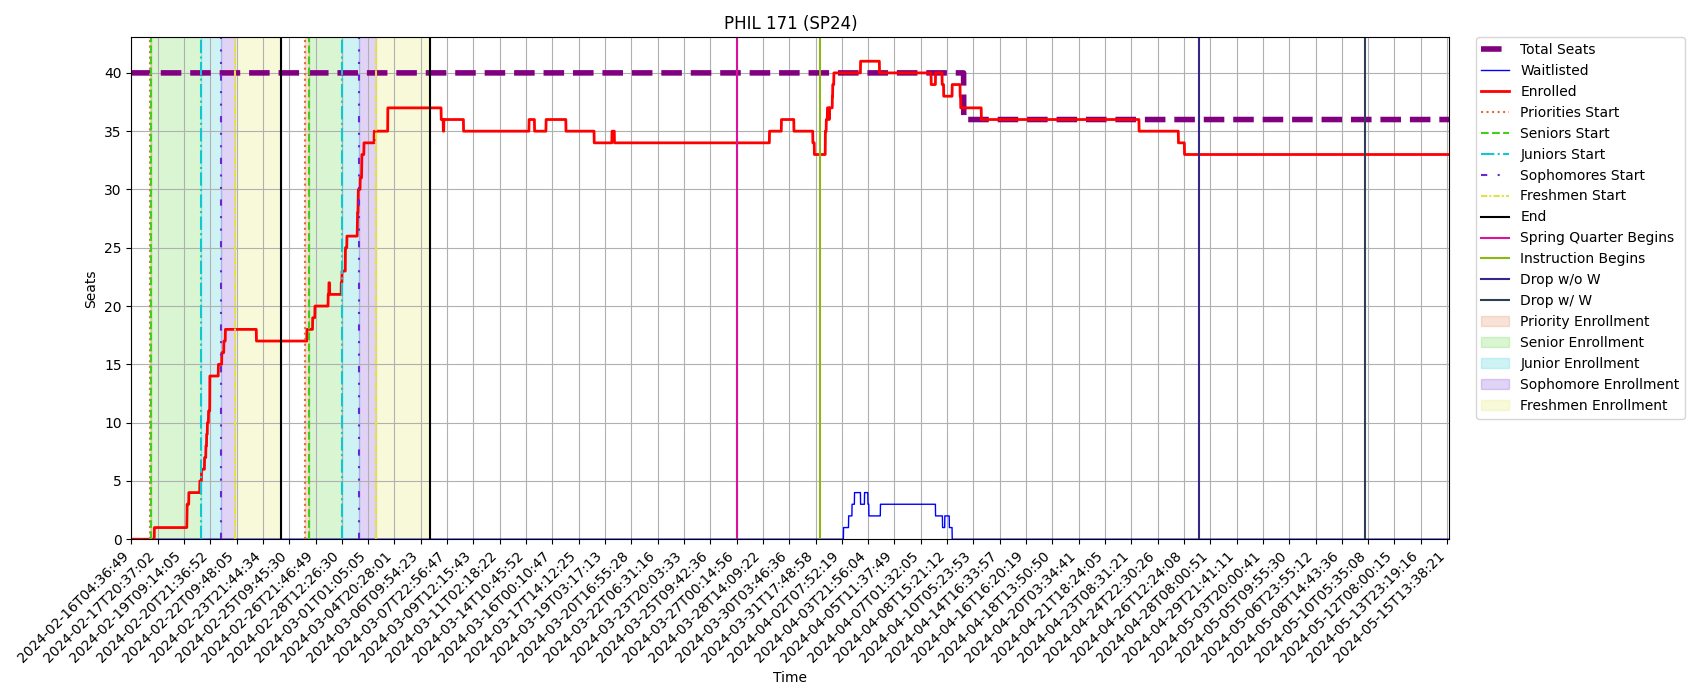 PHIL 171 (SP24)
Seats
40
35
30
25
20
15
10
5
0
2024-02-16T04:36:49
2024-02-17T20:37:02
2024-02-19T09:14:05
2024-02-20T21:36:52
2024-02-22T09:48:05
2024-02-23T21:44:34
2024-02-25T09:45:30
2024-02-26T21:46:49
2024-02-28T12:26:30
2024-03-01T01:05:05
2024-03-04T20:28:01
2024-03-06T09:54:23
2024-03-07T22:56:47
2024-03-09T12:15:43
2024-03-11T02:18:22
2024-03-14T10:45:52
2024-03-16T00:10:47
2024-03-17T14:12:25
2024-03-19T03:17:13
2024-03-20T16:55:28
2024-03-22T06:31:16
2024-03-23T20:03:33
2024-03-25T09:42:36
2024-03-27T00:14:56
2024-03-28T14:09:22
2024-03-30T03:46:36
2024-03-31T17:48:58
2024-04-02T07:52:19
2024-04-03T21:56:04
2024-04-05T11:37:49
2024-04-07T01:32:05
2024-04-08T15:21:12
2024-04-10T05:23:53
2024-04-14T16:33:57
2024-04-16T16:20:19
2024-04-18T13:50:50
2024-04-20T03:34:41
2024-04-21T18:24:05
2024-04-23T08:31:21
2024-04-24T22:30:26
2024-04-26T12:24:08
2024-04-28T08:00:51
2024-04-29T21:41:11
2024-05-03T20:00:41
2024-05-05T09:55:30
2024-05-06T23:55:12
2024-05-08T14:43:36
2024-05-10T05:35:08
2024-05-12T08:00:15
2024-05-13T23:19:16
2024-05-15T13:38:21
Time
Total Seats
Waitlisted
Enrolled
Priorities Start
Seniors Start
Juniors Start
Sophomores Start
Freshmen Start
End
Spring Quarter Begins
Instruction Begins
Drop w/o W
Drop w/ W
Priority Enrollment
Senior Enrollment
Junior Enrollment
Sophomore Enrollment
Freshmen Enrollment